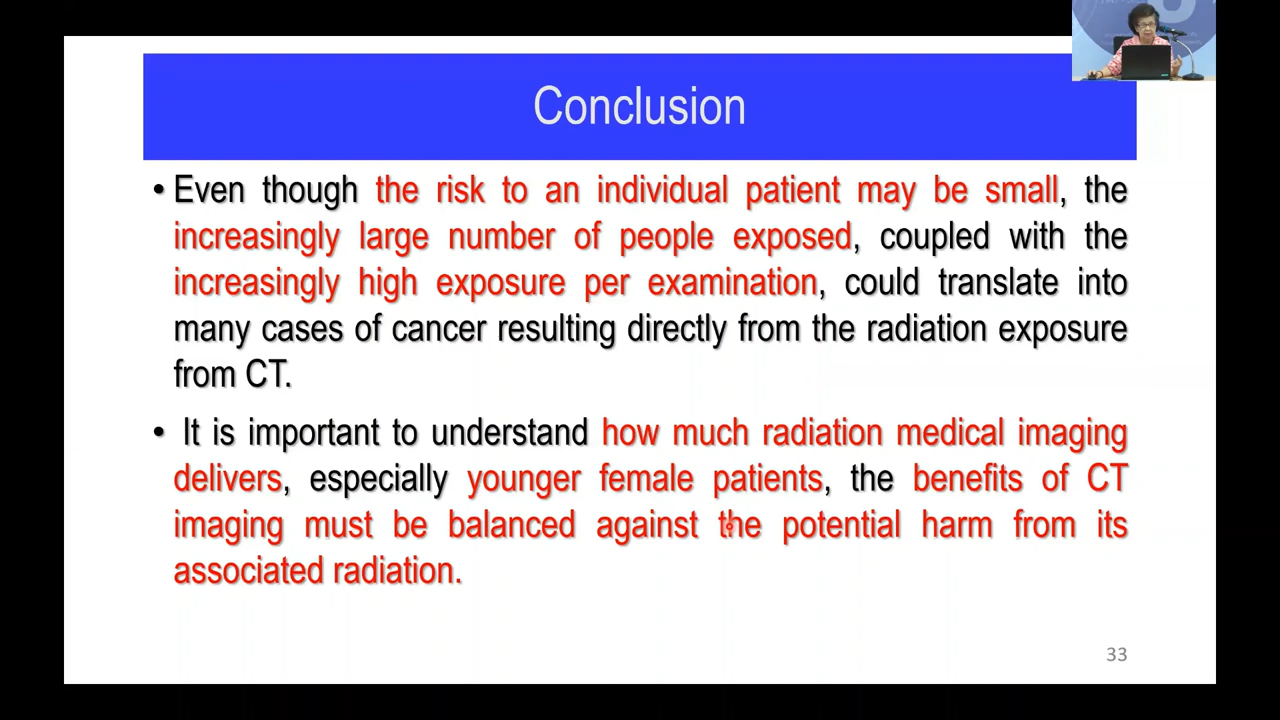 Conclusion
• Even though the risk to an individual patient may be small, the
increasingly large number of people exposed, coupled with the
increasingly high exposure per examination, could translate into
many cases of cancer resulting directly from the radiation exposure
from CT.
• It is important to understand how much radiation medical imaging
delivers, especially younger female patients, the benefits of CT
imaging must be balanced against the potential harm from its
associated radiation.
33